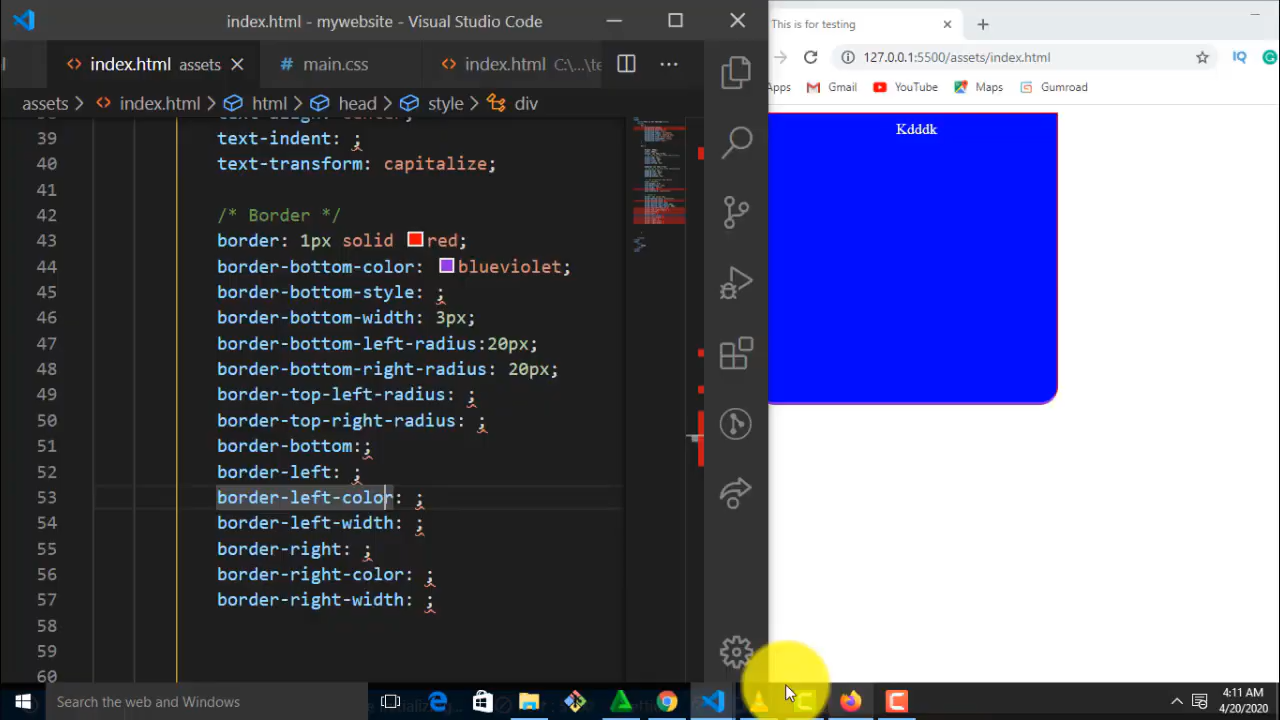 index.html - mywebsite - Visual Studio Code
index.html assets
main.css
index.html C:\...\te
assets > index.html > html > head > style > div
39 text-indent: ;
40 text-transform: capitalize;
41
42 /* Border */
43 border: 1px solid red;
44 border-bottom-color: blueviolet;
45 border-bottom-style: ;
46 border-bottom-width: 3px;
47 border-bottom-left-radius:20px;
48 border-bottom-right-radius: 20px;
49 border-top-left-radius: ;
50 border-top-right-radius: ;
51 border-bottom:;
52 border-left: ;
53 border-left-color: ;
54 border-left-width: ;
55 border-right: ;
56 border-right-color: ;
57 border-right-width: ;
58
59
60
This is for testing
127.0.0.1:5500/assets/index.html
IQ
Apps Gmail YouTube Maps Gumroad
Kdddk
Search the web and Windows
4:11 AM
4/20/2020